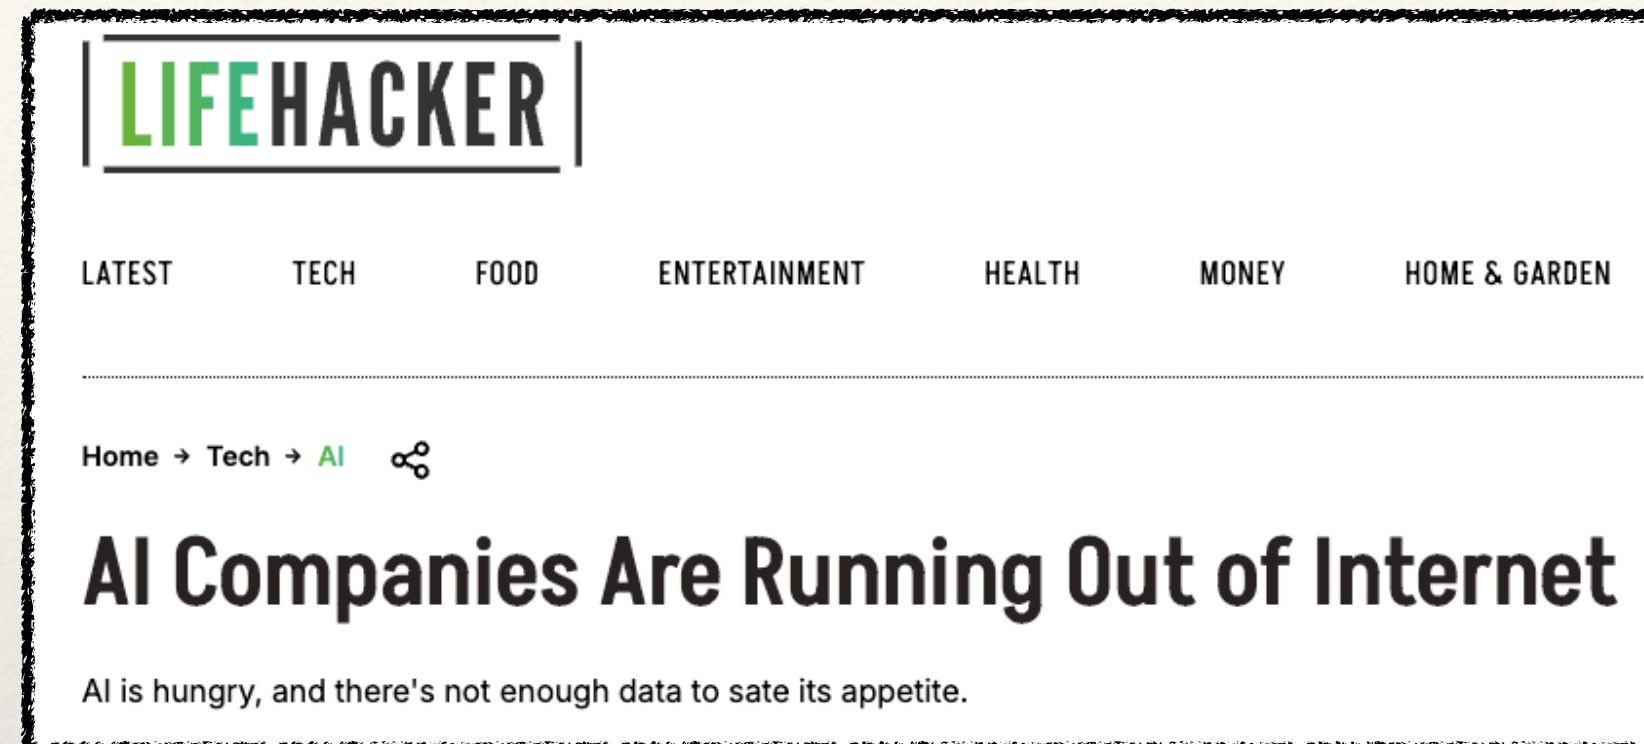 LIFEHACKER
LATEST TECH FOOD ENTERTAINMENT HEALTH MONEY HOME & GARDEN
Home → Tech → AI
AI Companies Are Running Out of Internet
AI is hungry, and there's not enough data to sate its appetite.